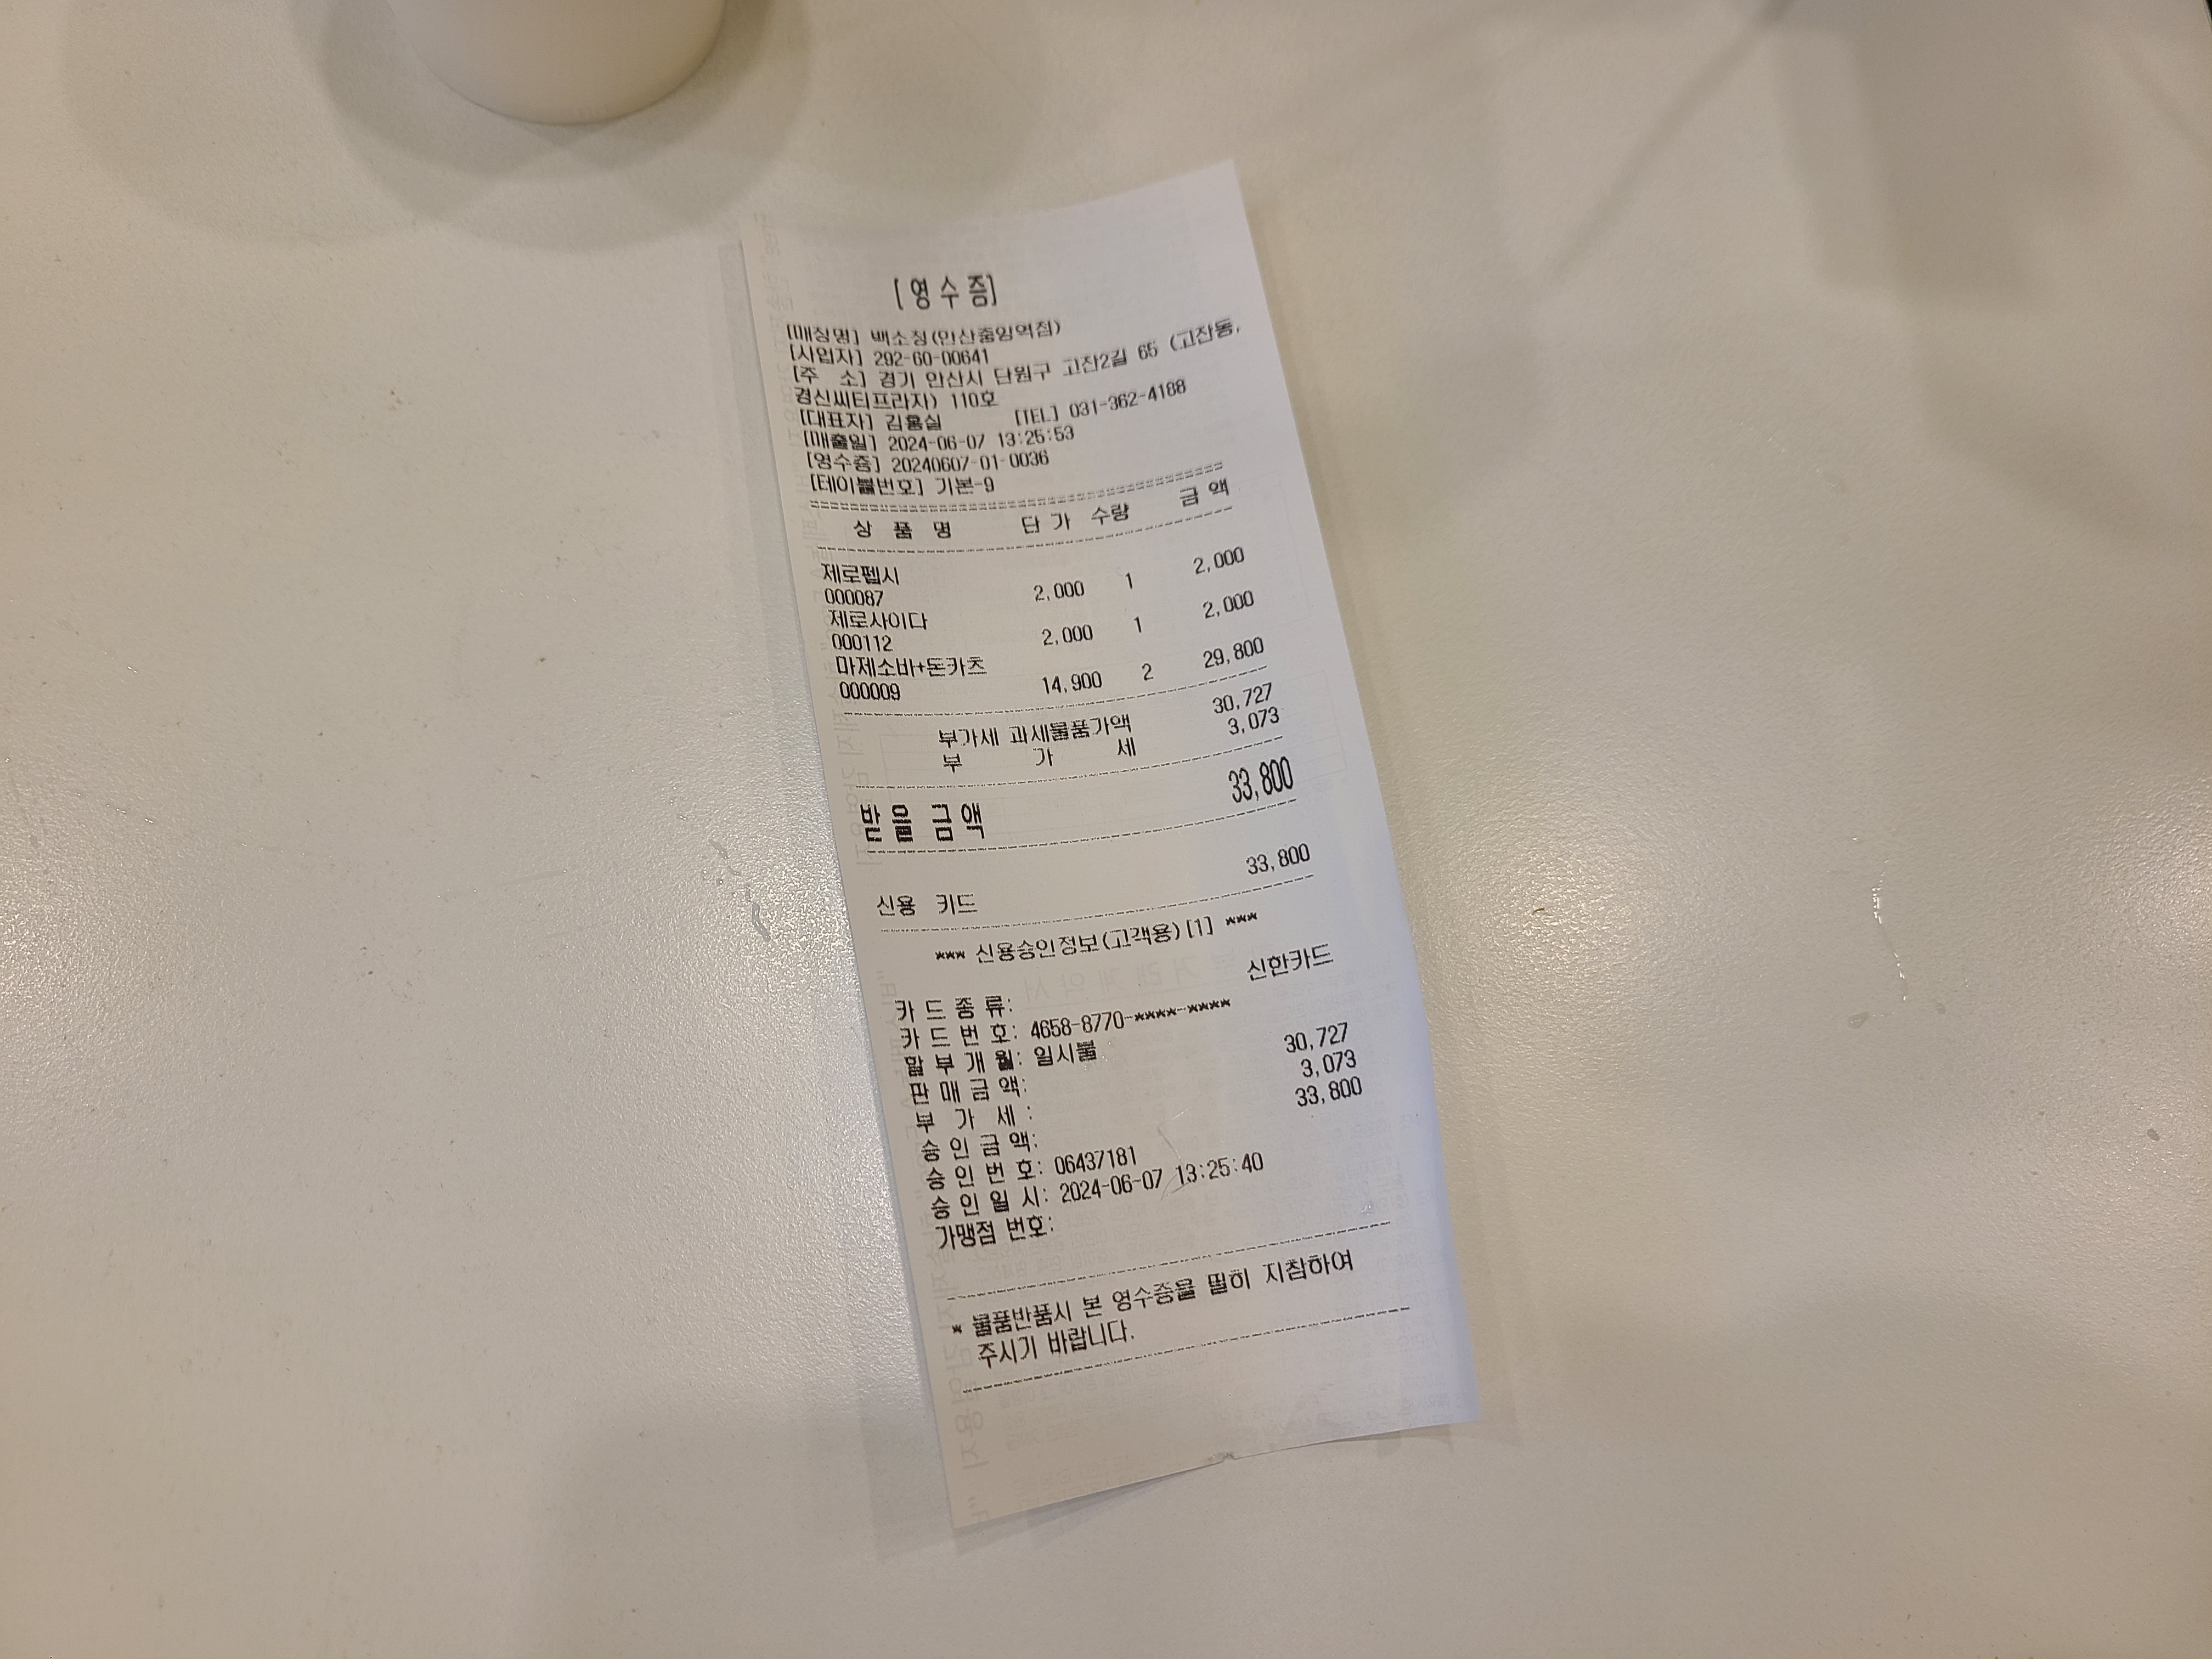 [영수증]
[매장명] 백소정(안산중앙역점)
[사업자] 292-60-00641
[주 소] 경기 안산시 단원구 고잔2길 65 (고잔동,
경신씨티프라자) 110호
[대표자] 김홍실 [TEL] 031-362-4188
[매출일] 2024-06-07 13:25:53
[영수증] 20240607-01-0036
[테이블번호] 기본-9
상 품 명 단 가 수량 금 액
제로펩시
000087 2,000 1 2,000
제로사이다
000112 2,000 1 2,000
마제소바+돈카츠
000009 14,900 2 29,800
부가세 과세물품가액 30,727
부 가 세 3,073
받을 금액 33,800
신용 카드 33,800
*** 신용승인정보(고객용)[1] ***
카 드 종 류: 신한카드
카 드 번 호: 4658-8770-****-****
할 부 개 월: 일시불
판 매 금 액: 30,727
부 가 세 : 3,073
승 인 금 액: 33,800
승 인 번 호: 06437181
승 인 일 시: 2024-06-07 13:25:40
가맹점 번호:
* 물품반품시 본 영수증을 필히 지참하여
주시기 바랍니다.